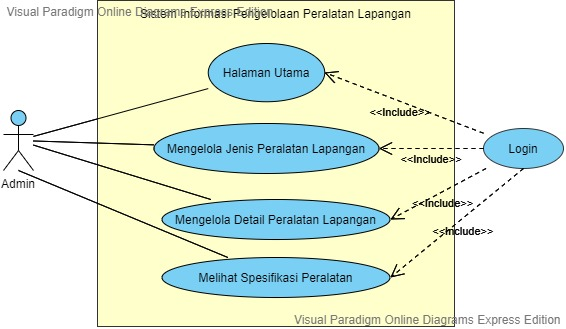 Visual Paradigm Online Diagrams Express Edition
Sistem Informasi Pengelolaan Peralatan Lapangan
Halaman Utama
<<Include>>
Mengelola Jenis Peralatan Lapangan
<<Include>>
Login
Admin
Mengelola Detail Peralatan Lapangan
<<Include>>
<<Include>>
Melihat Spesifikasi Peralatan
Visual Paradigm Online Diagrams Express Edition